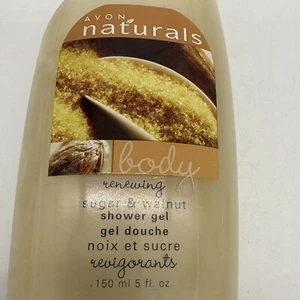 AVON
naturals
body
renewing
sugar & walnut
shower gel
gel douche
noix et sucre
revigorants
150 ml 5 fl. oz.